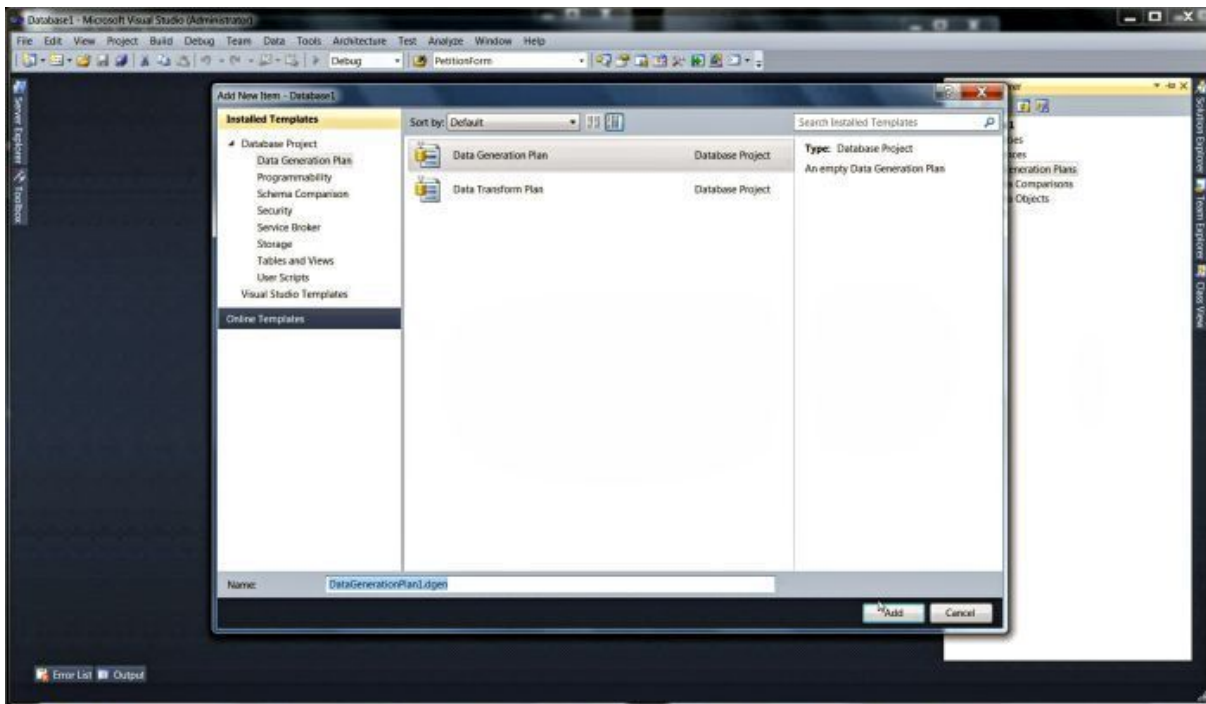 Database1 - Microsoft Visual Studio (Administrator)
File Edit View Project Build Debug Team Data Tools Architecture Test Analyze Window Help
Debug PetitionForm
Server Explorer
Toolbox
Add New Item - Database1
Installed Templates
Database Project
Data Generation Plan
Programmability
Schema Comparison
Security
Service Broker
Storage
Tables and Views
User Scripts
Visual Studio Templates
Online Templates
Sort by: Default
Data Generation Plan Database Project
Data Transform Plan Database Project
Search Installed Templates
Type: Database Project
An empty Data Generation Plan
Name: DataGenerationPlan1.dgen
Add Cancel
eneration Plans
Comparisons
Objects
Solution Explorer
Team Explorer
Class View
Error List Output